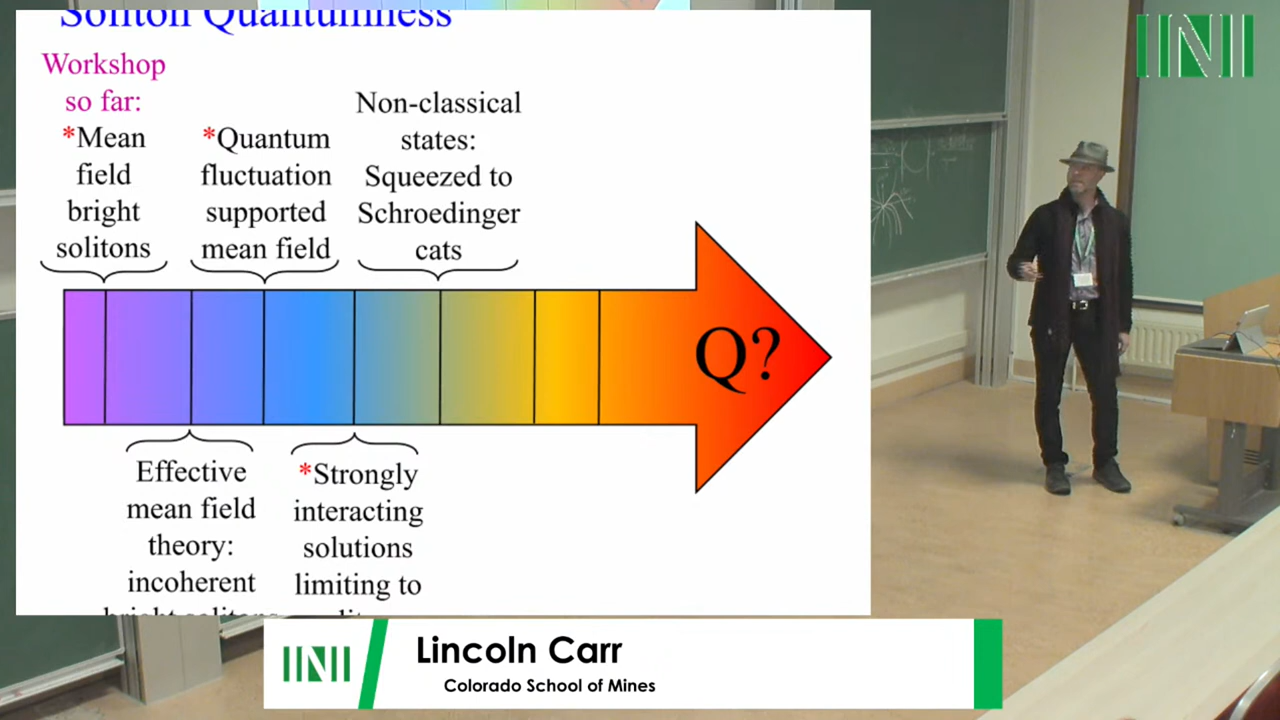 Soliton Quantumness
Workshop
so far:
*Mean
field
bright
solitons
*Quantum
fluctuation
supported
mean field
Non-classical
states:
Squeezed to
Schroedinger
cats
Q?
Effective
mean field
theory:
incoherent
bright solitons
*Strongly
interacting
solutions
limiting to
INI
INI
Lincoln Carr
Colorado School of Mines